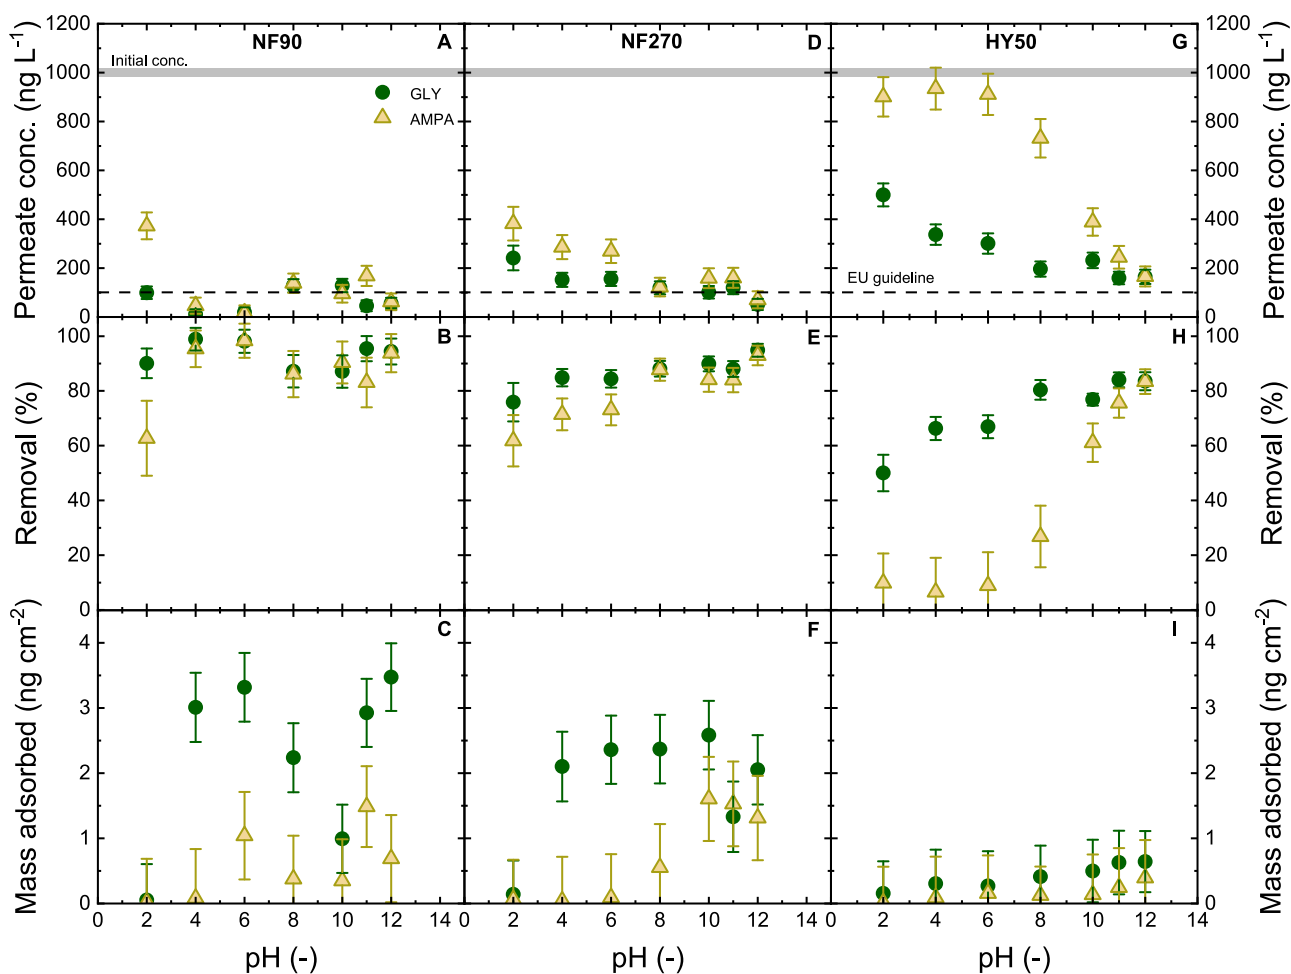 1200
1000
800
600
400
200
0
Permeate conc. (ng L⁻¹)
NF90
A
Initial conc.
GLY
AMPA
NF270
D
HY50
G
EU guideline
1200
1000
800
600
400
200
0
Permeate conc. (ng L⁻¹)
100
80
60
40
20
0
Removal (%)
B
E
H
100
80
60
40
20
0
Removal (%)
4
3
2
1
0
Mass adsorbed (ng cm⁻²)
C
F
I
4
3
2
1
0
Mass adsorbed (ng cm⁻²)
0 2 4 6 8 10 12 14
0 2 4 6 8 10 12 14
0 2 4 6 8 10 12 14
pH (-)
pH (-)
pH (-)